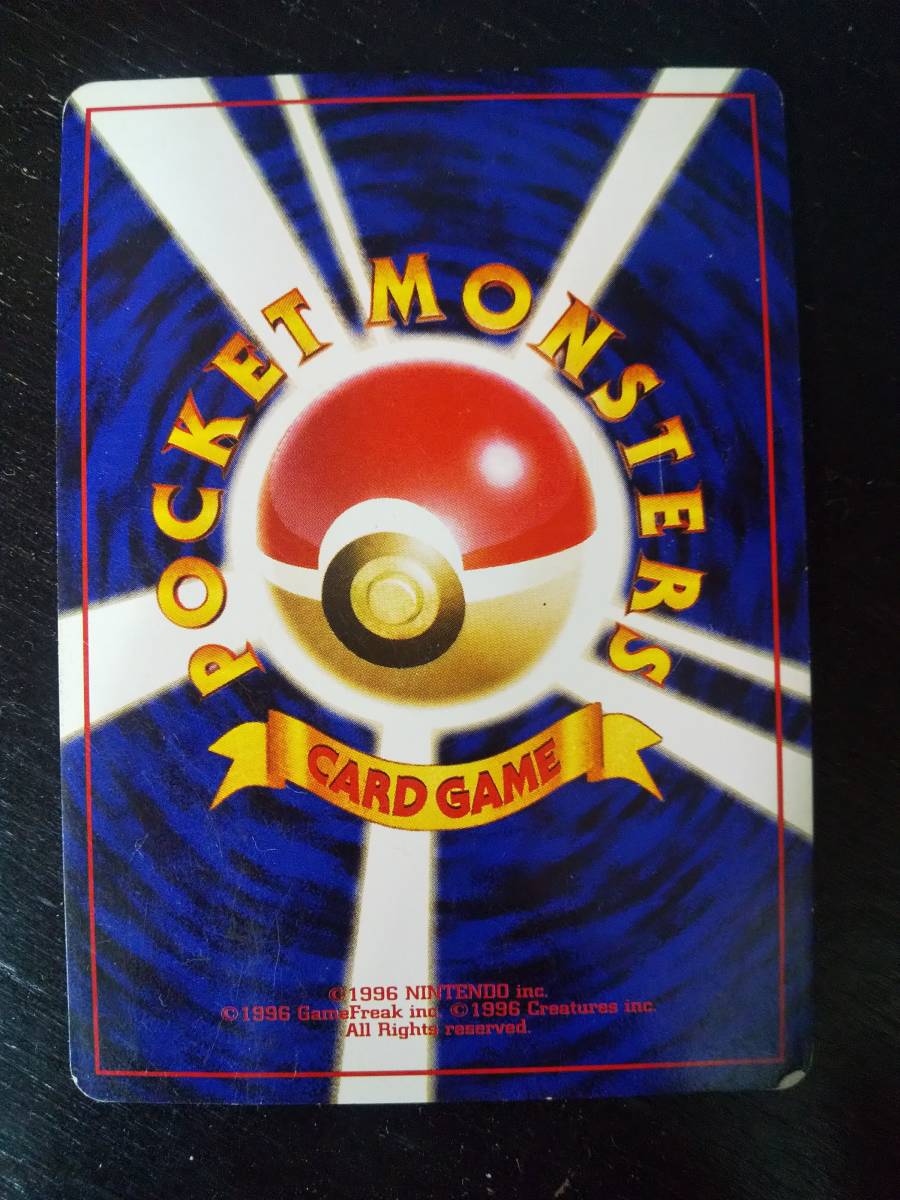 POCKET MONSTERS
CARD GAME
©1996 NINTENDO inc.
©1996 GameFreak inc. ©1996 Creatures inc.
All Rights reserved.